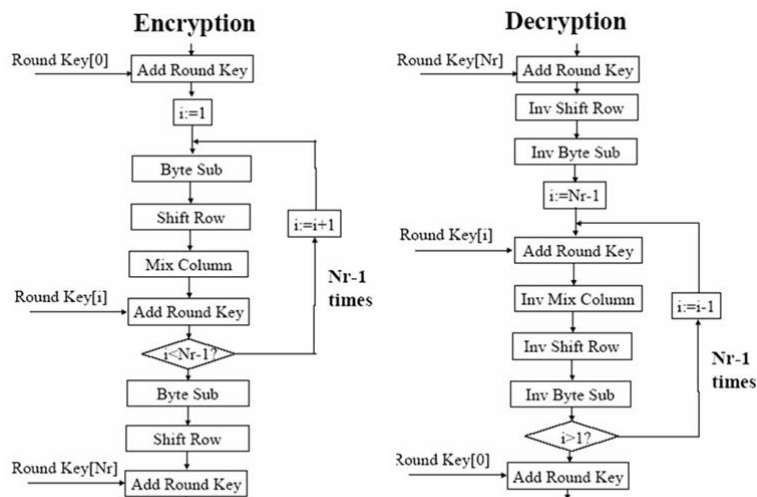 Encryption
Round Key[0]
Add Round Key
i:=1
Byte Sub
Shift Row
i:=i+1
Mix Column
Nr-1
times
Round Key[i]
Add Round Key
i<Nr-1?
Byte Sub
Shift Row
Round Key[Nr]
Add Round Key
Decryption
Round Key[Nr]
Add Round Key
Inv Shift Row
Inv Byte Sub
i:=Nr-1
Round Key[i]
Add Round Key
Inv Mix Column
i:=i-1
Inv Shift Row
Nr-1
times
Inv Byte Sub
i>1?
Round Key[0]
Add Round Key